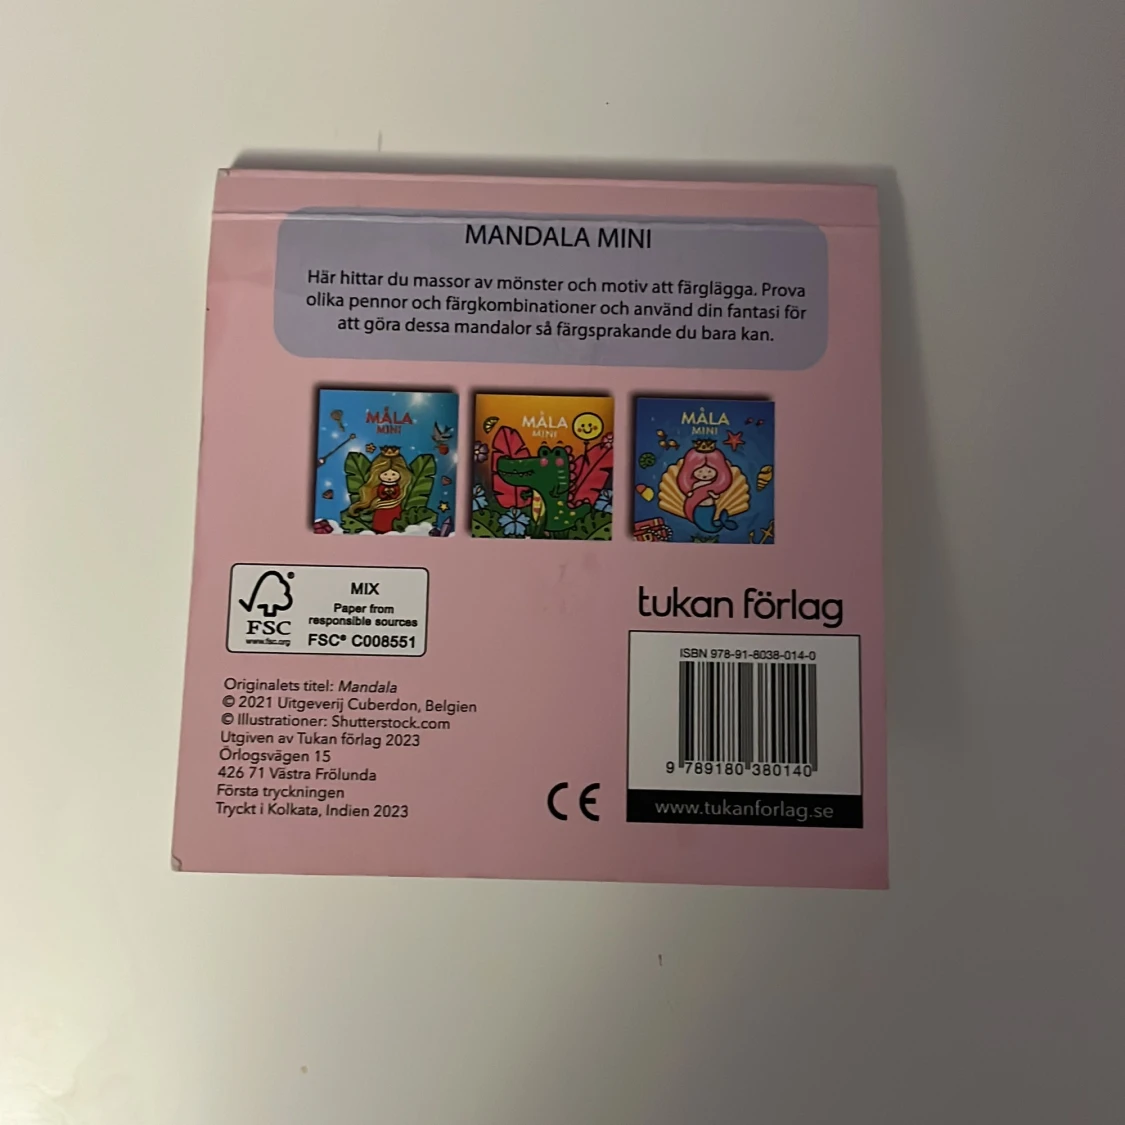 MANDALA MINI
Här hittar du massor av mönster och motiv att färglägga. Prova
olika pennor och färgkombinationer och använd din fantasi för
att göra dessa mandalor så färgsprakande du bara kan.
MÅLA
MINI
MÅLA
MINI
MÅLA
MINI
FSC®
www.fsc.org
MIX
Paper from
responsible sources
FSC® C008551
tukan förlag
ISBN 978-91-8038-014-0
9 789180 380140
www.tukanforlag.se
Originalets titel: Mandala
© 2021 Uitgeverij Cuberdon, Belgien
© Illustrationer: Shutterstock.com
Utgiven av Tukan förlag 2023
Örlogsvägen 15
426 71 Västra Frölunda
Första tryckningen
Tryckt i Kolkata, Indien 2023
CE